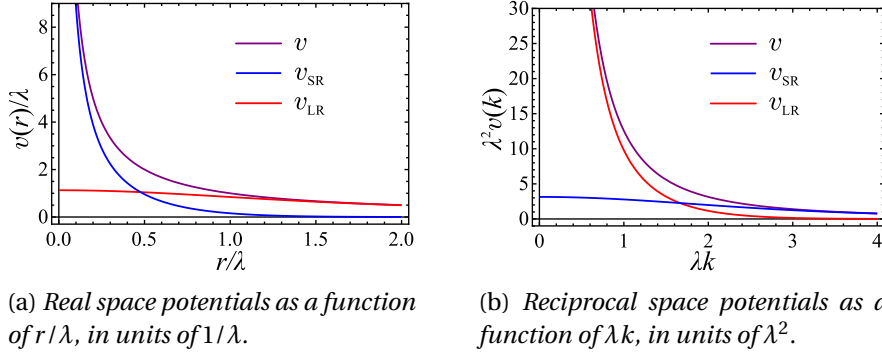 8
6
4
2
0
v(r)/λ
v
v_SR
v_LR
0.0 0.5 1.0 1.5 2.0
r/λ
(a) Real space potentials as a function
of r/λ, in units of 1/λ.
30
25
20
15
10
5
0
λ²v(k)
v
v_SR
v_LR
0 1 2 3 4
λk
(b) Reciprocal space potentials as a
function of λk, in units of λ².